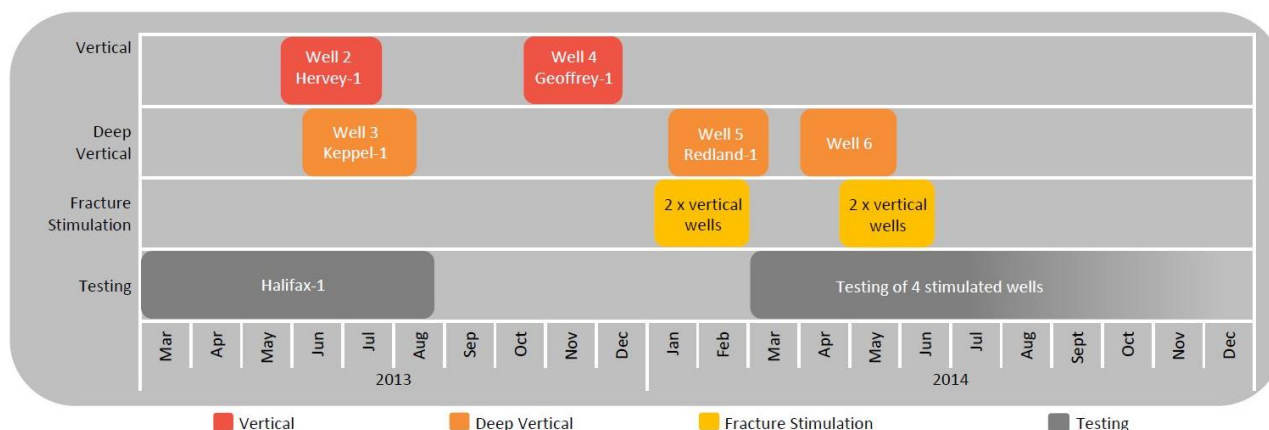 Vertical
Well 2
Hervey-1
Well 4
Geoffrey-1
Deep
Vertical
Well 3
Keppel-1
Well 5
Redland-1
Well 6
Fracture
Stimulation
2 x vertical
wells
2 x vertical
wells
Testing
Halifax-1
Testing of 4 stimulated wells
Mar Apr May Jun Jul Aug Sep Oct Nov Dec Jan Feb Mar Apr May Jun Jul Aug Sept Oct Nov Dec
2013 2014
Vertical Deep Vertical Fracture Stimulation Testing